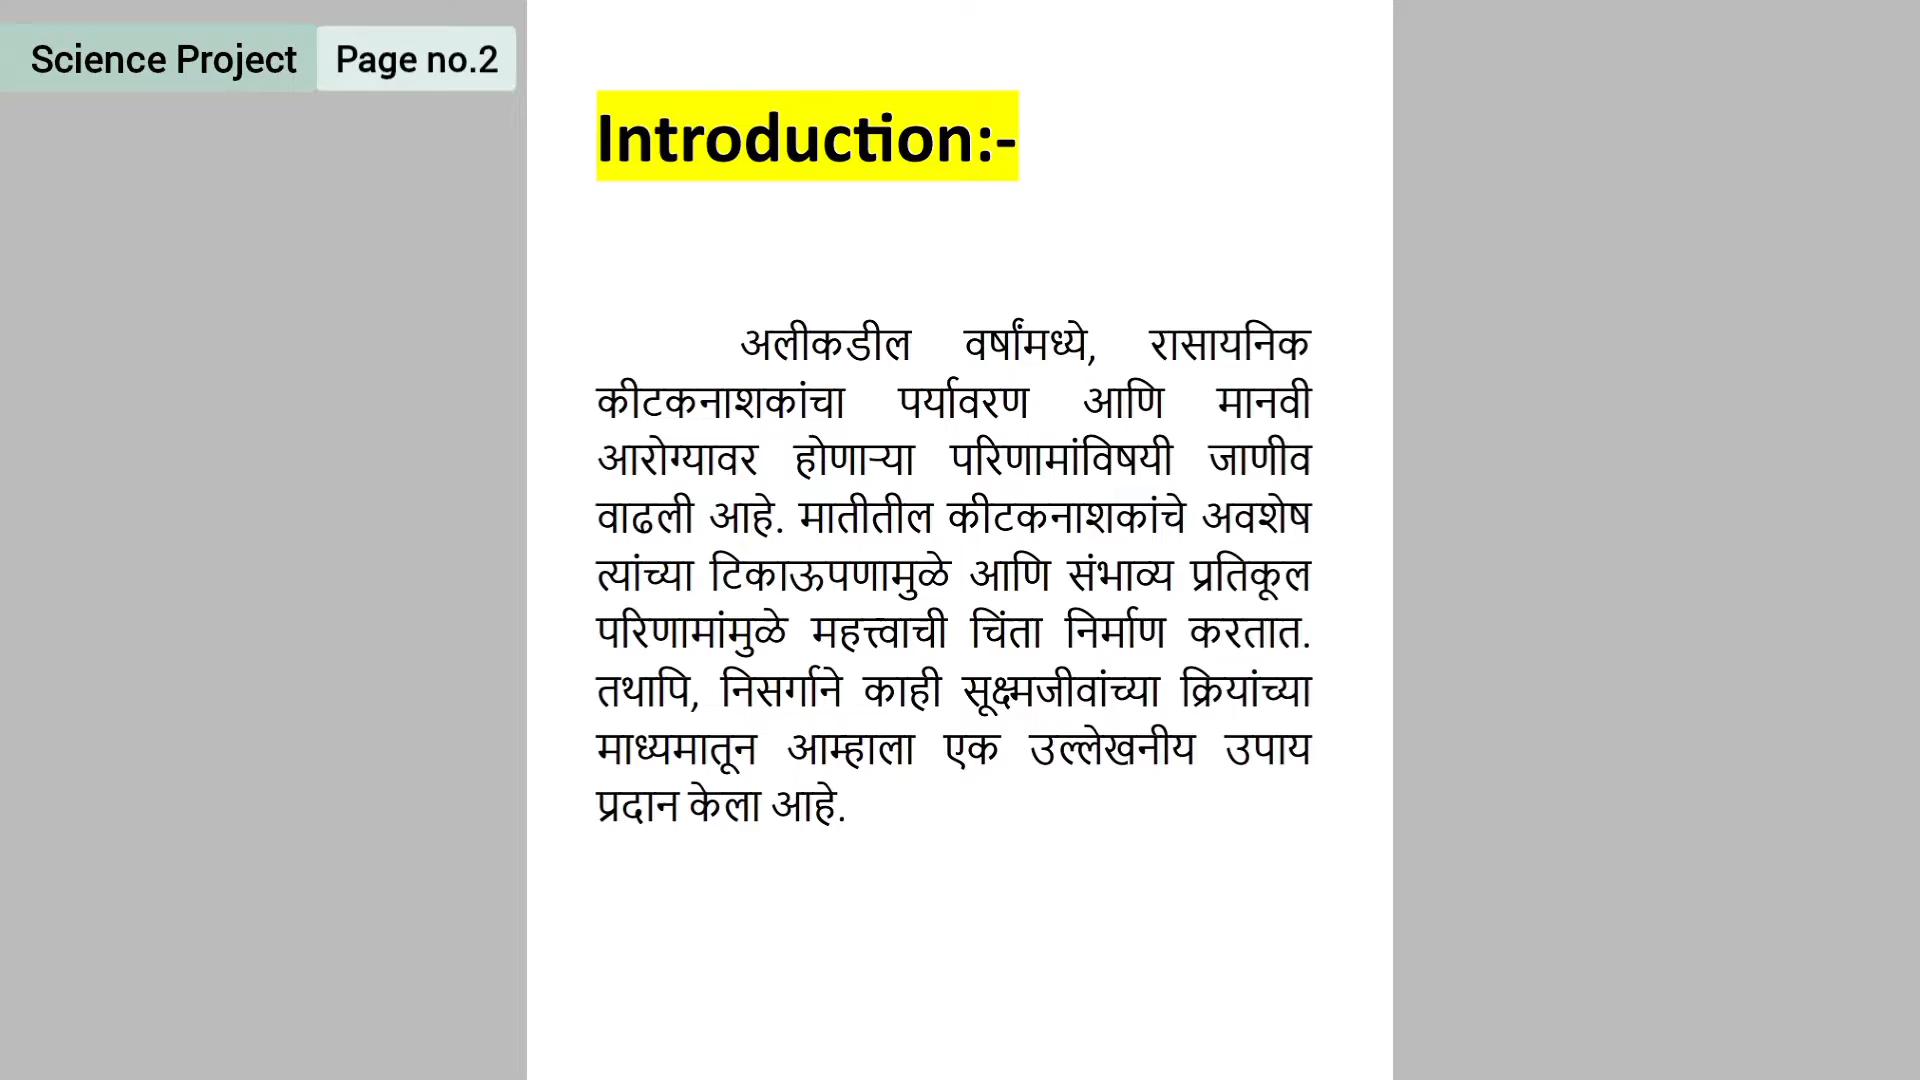 Science Project Page no.2
Introduction:-
अलीकडील वर्षांमध्ये, रासायनिक
कीटकनाशकांचा पर्यावरण आणि मानवी
आरोग्यावर होणाऱ्या परिणामांविषयी जाणीव
वाढली आहे. मातीतील कीटकनाशकांचे अवशेष
त्यांच्या टिकाऊपणामुळे आणि संभाव्य प्रतिकूल
परिणामांमुळे महत्त्वाची चिंता निर्माण करतात.
तथापि, निसर्गाने काही सूक्ष्मजीवांच्या क्रियांच्या
माध्यमातून आम्हाला एक उल्लेखनीय उपाय
प्रदान केला आहे.